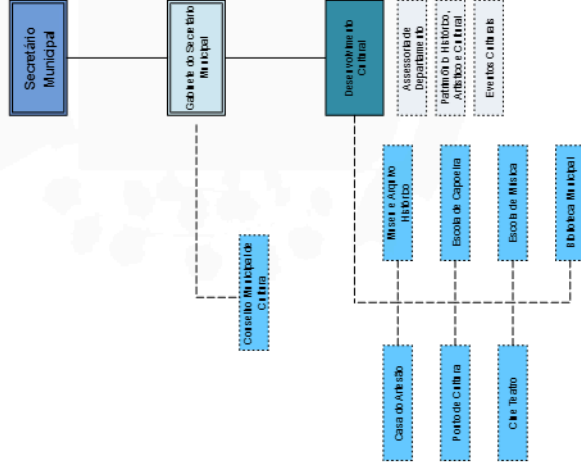 Secretário
Municipal
Gabinete do Secretário
Municipal
Conselho Municipal de
Cultura
Desenvolvimento
Cultural
Assessoria de
Departamento
Patrimônio Histórico,
Artístico e Cultural
Eventos Culturais
Museu e Arquivo
Histórico
Escola de Capoeira
Escola de Música
Biblioteca Municipal
Casa do Artesão
Ponto de Cultura
Cine Teatro